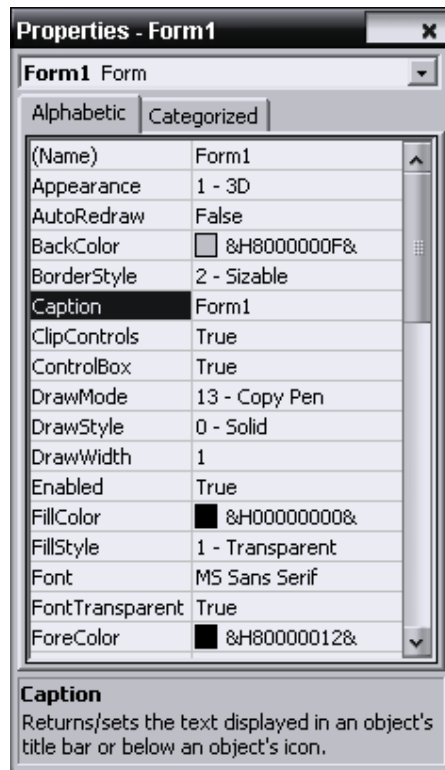 Properties - Form1
Form1 Form
Alphabetic Categorized
(Name) Form1
Appearance 1 - 3D
AutoRedraw False
BackColor &H8000000F&
BorderStyle 2 - Sizable
Caption Form1
ClipControls True
ControlBox True
DrawMode 13 - Copy Pen
DrawStyle 0 - Solid
DrawWidth 1
Enabled True
FillColor &H00000000&
FillStyle 1 - Transparent
Font MS Sans Serif
FontTransparent True
ForeColor &H80000012&
Caption
Returns/sets the text displayed in an object's
title bar or below an object's icon.